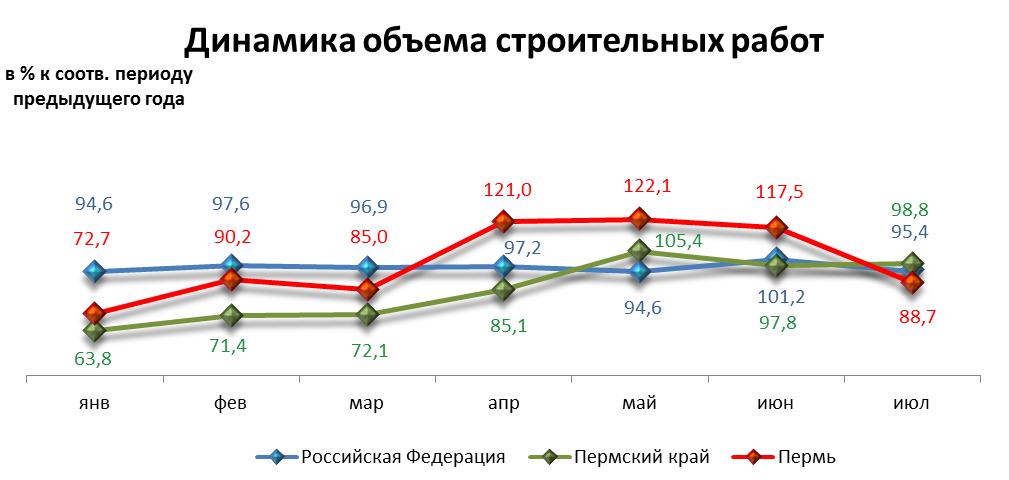 Динамика объема строительных работ
в % к соотв. периоду
предыдущего года
94,6 97,6 96,9 121,0 122,1 117,5 98,8
72,7 90,2 85,0 97,2 105,4 95,4
63,8 71,4 72,1 85,1 94,6 101,2 88,7
97,8
янв фев мар апр май июн июл
Российская Федерация Пермский край Пермь